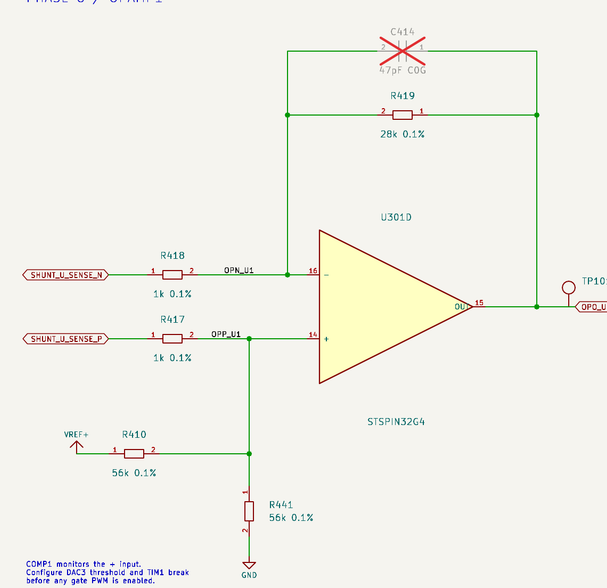 C414
2
1
47pF COG
R419
2
1
28k 0.1%
U301D
R418
SHUNT_U_SENSE_N
1
2
OPN_U1
16
-
1k 0.1%
TP10
OUT
15
OPO_U
R417
SHUNT_U_SENSE_P
1
2
OPP_U1
14
+
1k 0.1%
STSPIN32G4
VREF+
R410
1
2
56k 0.1%
1
R441
56k 0.1%
2
GND
COMP1 monitors the + input.
Configure DAC3 threshold and TIM1 break
before any gate PWM is enabled.